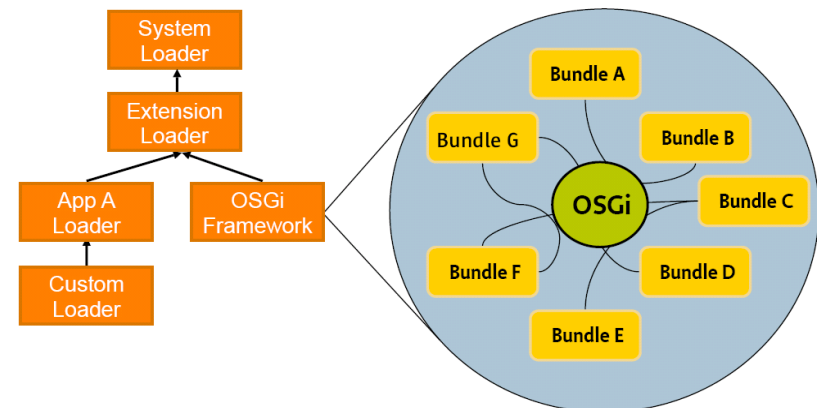 System
Loader
Extension
Loader
App A
Loader
OSGi
Framework
Custom
Loader
Bundle A
Bundle G
Bundle B
OSGi
Bundle C
Bundle F
Bundle D
Bundle E